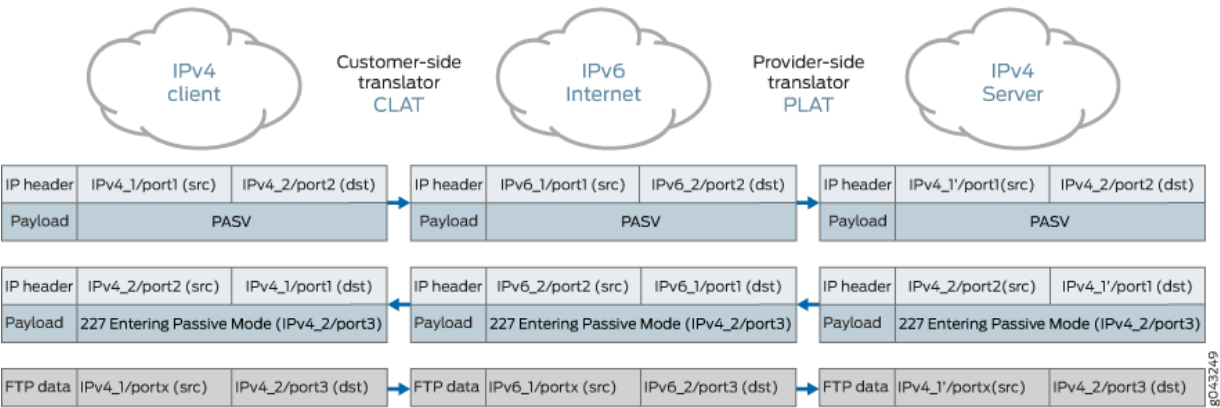 IPv4
client
Customer-side
translator
CLAT
IPv6
Internet
Provider-side
translator
PLAT
IPv4
Server
IP header IPv4_1/port1 (src) IPv4_2/port2 (dst) IP header IPv6_1/port1 (src) IPv6_2/port2 (dst) IP header IPv4_1'/port1(src) IPv4_2/port2 (dst)
Payload PASV Payload PASV Payload PASV
IP header IPv4_2/port2 (src) IPv4_1/port1 (dst) IP header IPv6_2/port2 (src) IPv6_1/port1 (dst) IP header IPv4_2/port2(src) IPv4_1'/port1 (dst)
Payload 227 Entering Passive Mode (IPv4_2/port3) Payload 227 Entering Passive Mode (IPv4_2/port3) Payload 227 Entering Passive Mode (IPv4_2/port3)
FTP data IPv4_1/portx (src) IPv4_2/port3 (dst) FTP data IPv6_1/portx (src) IPv6_2/port3 (dst) FTP data IPv4_1'/portx(src) IPv4_2/port3 (dst)
g043249